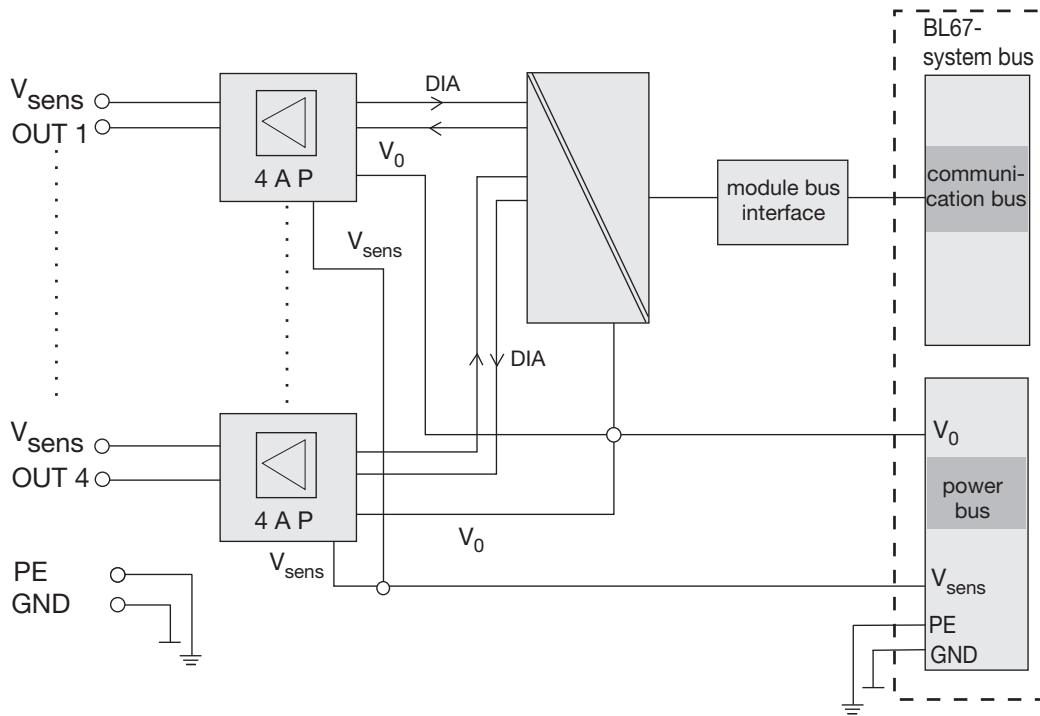 BL67-
system bus
V_sens
OUT 1
4 A P
DIA
V_0
V_sens
module bus
interface
communi-
cation bus
DIA
V_sens
OUT 4
4 A P
V_0
V_sens
V_0
power
bus
V_sens
PE
GND
PE
GND